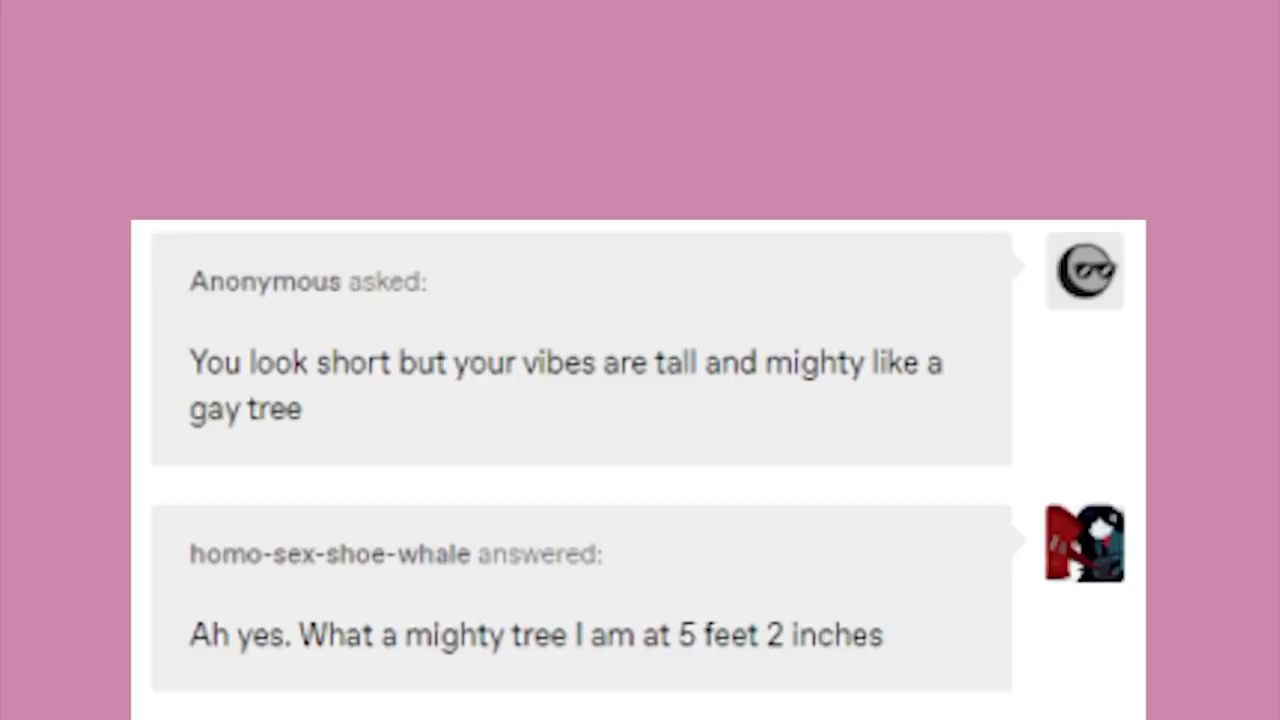 Anonymous asked:
You look short but your vibes are tall and mighty like a
gay tree
homo-sex-shoe-whale answered:
Ah yes. What a mighty tree I am at 5 feet 2 inches